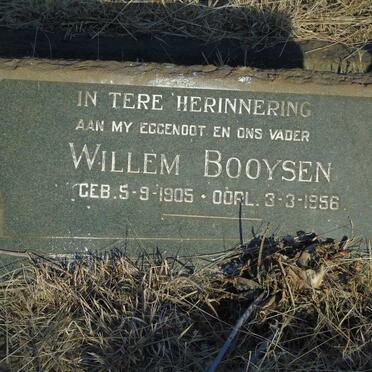 IN TERE HERINNERING
AAN MY EGGENOOT EN ONS VADER
WILLEM BOOYSEN
GEB. 5-9-1905 · OORL. 3-3-1956.